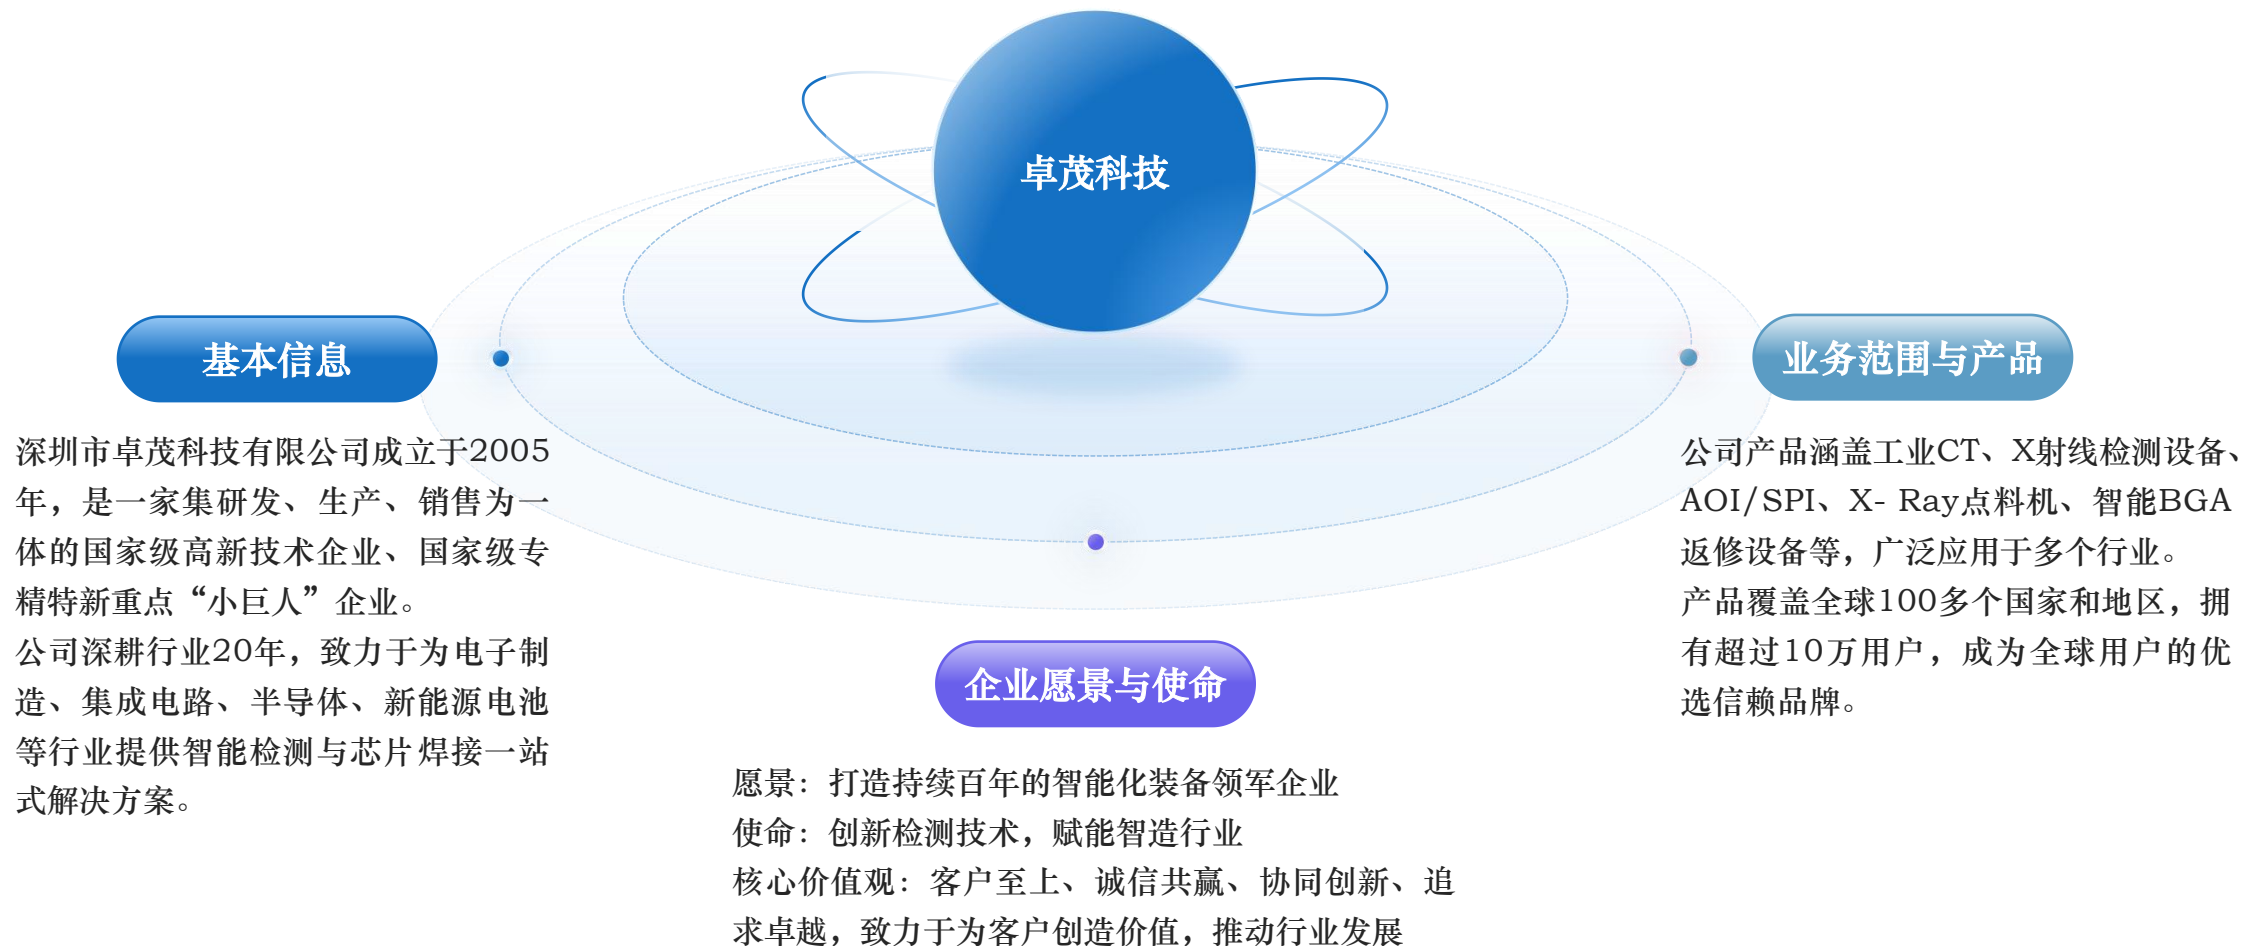 卓茂科技
基本信息
深圳市卓茂科技有限公司成立于2005
年，是一家集研发、生产、销售为一
体的国家级高新技术企业、国家级专
精特新重点“小巨人”企业。
公司深耕行业20年，致力于为电子制
造、集成电路、半导体、新能源电池
等行业提供智能检测与芯片焊接一站
式解决方案。
企业愿景与使命
愿景：打造持续百年的智能化装备领军企业
使命：创新检测技术，赋能智造行业
核心价值观：客户至上、诚信共赢、协同创新、追
求卓越，致力于为客户创造价值，推动行业发展
业务范围与产品
公司产品涵盖工业CT、X射线检测设备、
AOI/SPI、X- Ray点料机、智能BGA
返修设备等，广泛应用于多个行业。
产品覆盖全球100多个国家和地区，拥
有超过10万用户，成为全球用户的优
选信赖品牌。